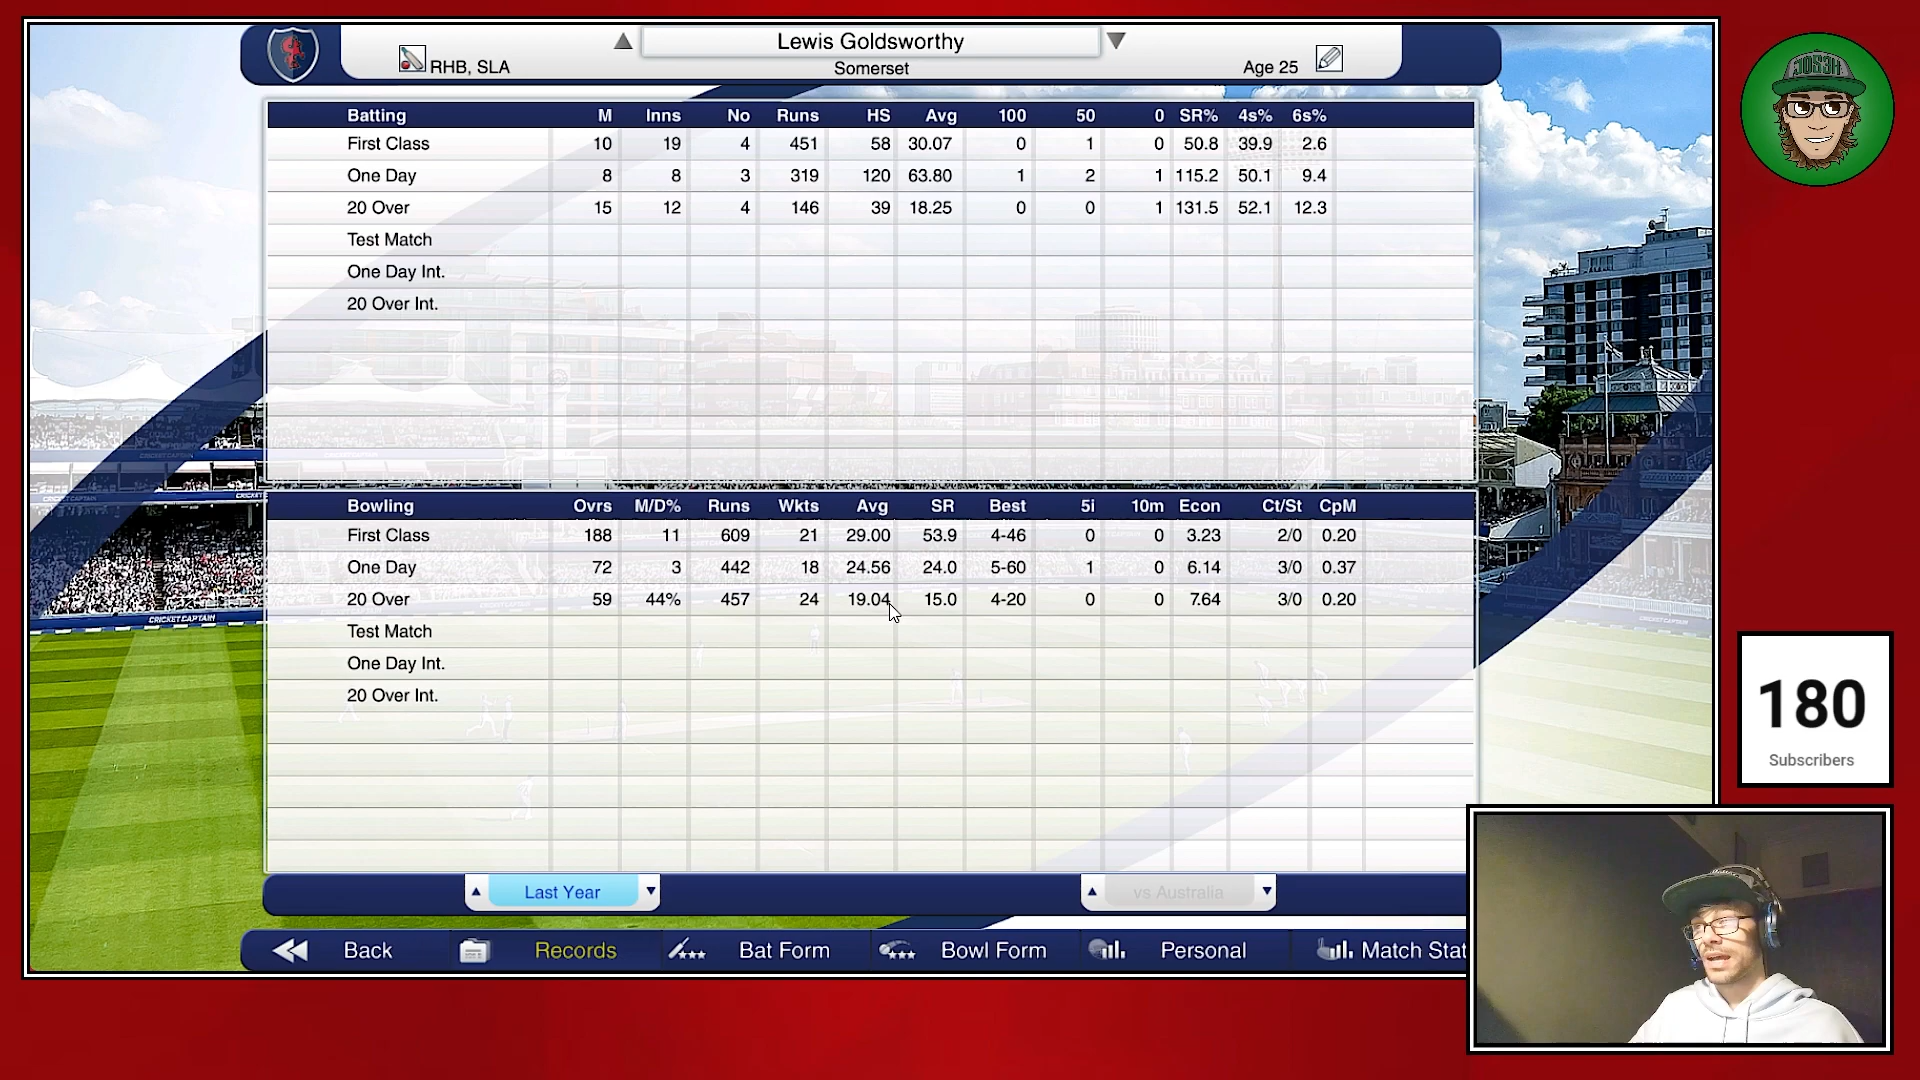 Lewis Goldsworthy
RHB, SLA
Somerset
Age 25
JOS3H
Batting M Inns No Runs HS Avg 100 50 0 SR% 4s% 6s%
First Class 10 19 4 451 58 30.07 0 1 0 50.8 39.9 2.6
One Day 8 8 3 319 120 63.80 1 2 1 115.2 50.1 9.4
20 Over 15 12 4 146 39 18.25 0 0 1 131.5 52.1 12.3
Test Match
One Day Int.
20 Over Int.
Bowling Ovrs M/D% Runs Wkts Avg SR Best 5i 10m Econ Ct/St CpM
First Class 188 11 609 21 29.00 53.9 4-46 0 0 3.23 2/0 0.20
One Day 72 3 442 18 24.56 24.0 5-60 1 0 6.14 3/0 0.37
20 Over 59 44% 457 24 19.04 15.0 4-20 0 0 7.64 3/0 0.20
CRICKET CAPTAIN
Test Match
One Day Int.
20 Over Int.
180
Subscribers
Last Year
vs Australia
Back Records Bat Form Bowl Form Personal Match Stat